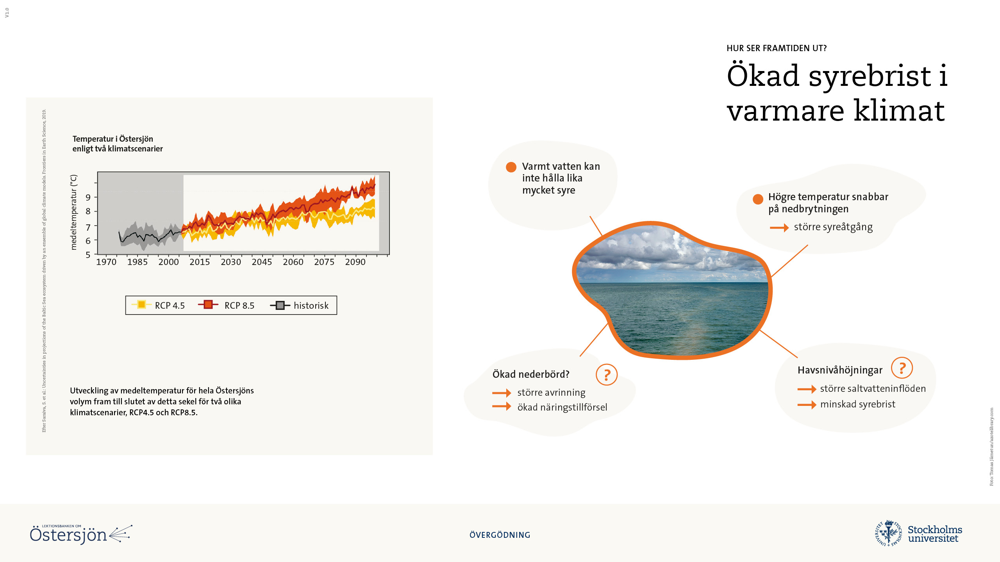 V1.0
HUR SER FRAMTIDEN UT?
Ökad syrebrist i
varmare klimat
Efter Saraiva, S. et al.: Uncertainties in projections of the Baltic Sea ecosystem driven by an ensemble of global climate models. Frontiers in Earth Science, 2019.
Temperatur i Östersjön
enligt två klimatscenarier
medeltemperatur (°C)
9
8
7
6
5
1970 1985 2000 2015 2030 2045 2060 2075 2090
RCP 4.5 RCP 8.5 historisk
Utveckling av medeltemperatur för hela Östersjöns
volym fram till slutet av detta sekel för två olika
klimatscenarier, RCP4.5 och RCP8.5.
Varmt vatten kan
inte hålla lika
mycket syre
Högre temperatur snabbar
på nedbrytningen
större syreåtgång
Ökad nederbörd? ?
större avrinning
ökad näringstillförsel
Havsnivåhöjningar ?
större saltvatteninflöden
minskad syrebrist
Foto: Tomas Järnetun/azotelibrary.com
LEKTIONSBANKEN OM
Östersjön
ÖVERGÖDNING
STOCKHOLMS UNIVERSITET
Stockholms
universitet